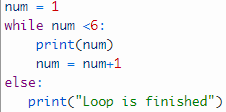 num = 1
while num <6:
    print(num)
    num = num+1
else:
   print("Loop is finished")